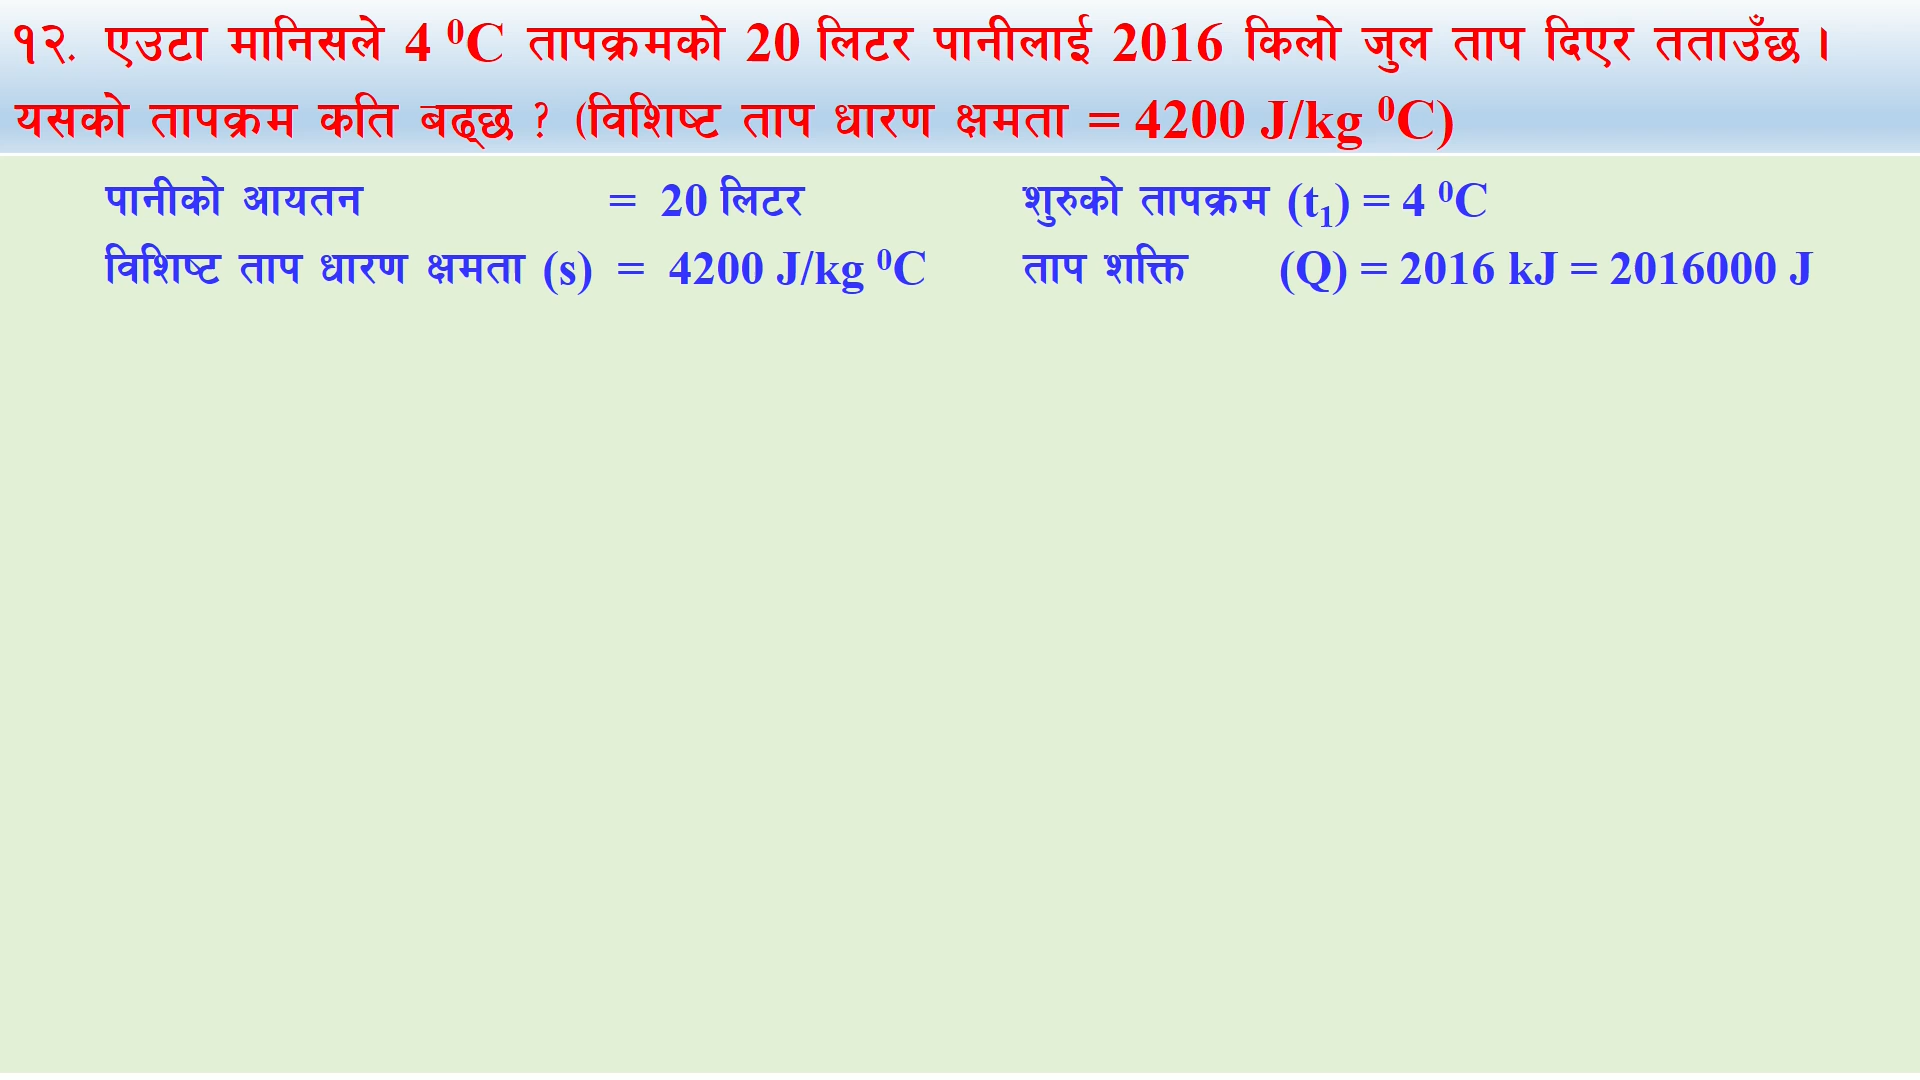 १२. एउटा मानिसले 4 ⁰C तापक्रमको 20 लिटर पानीलाई 2016 किलो जुल ताप दिएर तताउँछ ।
यसको तापक्रम कति बढ्छ ? (विशिष्ट ताप धारण क्षमता = 4200 J/kg ⁰C)
पानीको आयतन = 20 लिटर शुरुको तापक्रम (t₁) = 4 ⁰C
विशिष्ट ताप धारण क्षमता (s) = 4200 J/kg ⁰C ताप शक्ति (Q) = 2016 kJ = 2016000 J